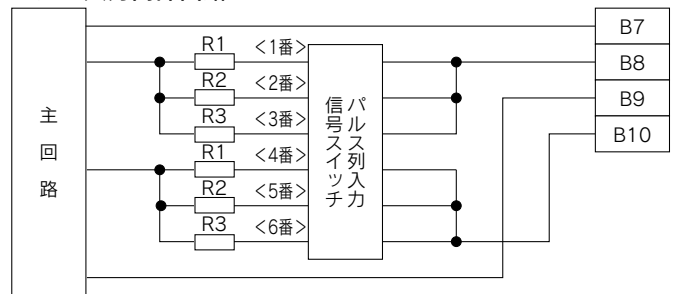 主回路
R1 <1番>
R2 <2番>
R3 <3番>
R1 <4番>
R2 <5番>
R3 <6番>
パルス列入力
信号スイッチ
B7
B8
B9
B10